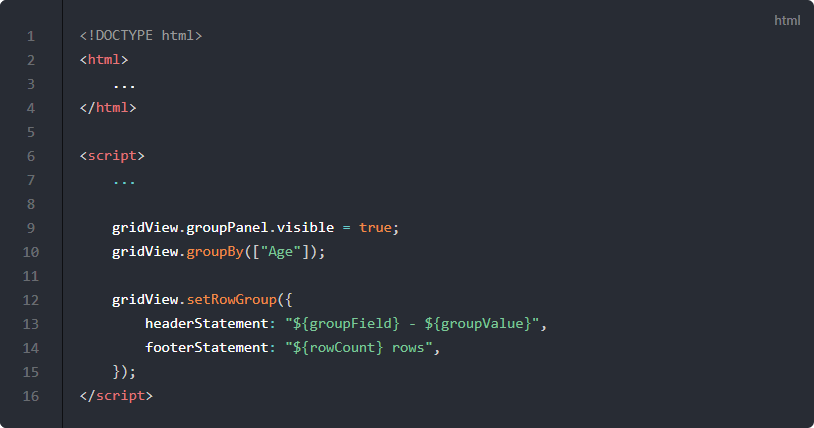 html
1 <!DOCTYPE html>
2 <html>
3     ...
4 </html>
5
6 <script>
7     ...
8
9     gridView.groupPanel.visible = true;
10     gridView.groupBy(["Age"]);
11
12     gridView.setRowGroup({
13         headerStatement: "${groupField} - ${groupValue}",
14         footerStatement: "${rowCount} rows",
15     });
16 </script>